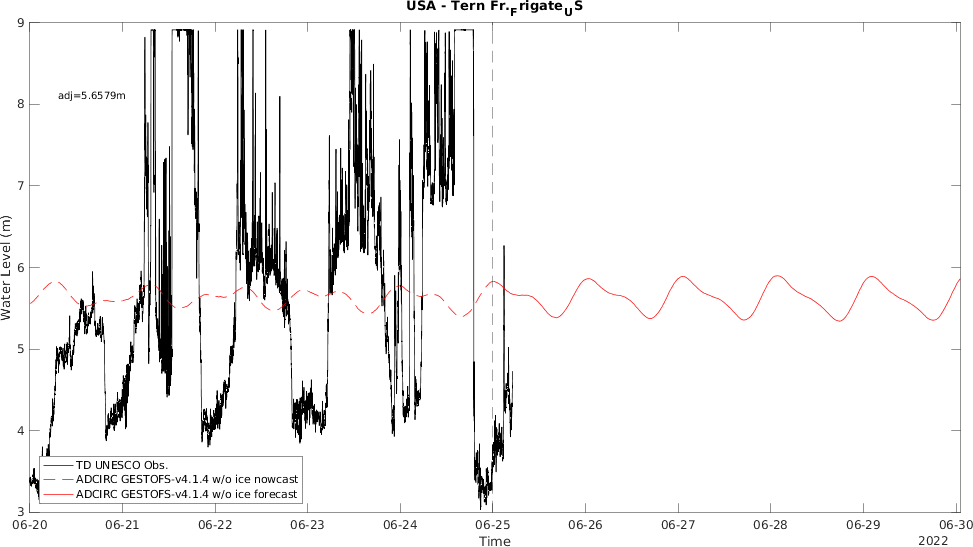 USA - Tern Fr.FrigateUS
9
8
7
6
5
4
3
Water Level (m)
adj=5.6579m
TD UNESCO Obs.
ADCIRC GESTOFS-v4.1.4 w/o ice nowcast
ADCIRC GESTOFS-v4.1.4 w/o ice forecast
06-20 06-21 06-22 06-23 06-24 06-25 06-26 06-27 06-28 06-29 06-30
Time
2022